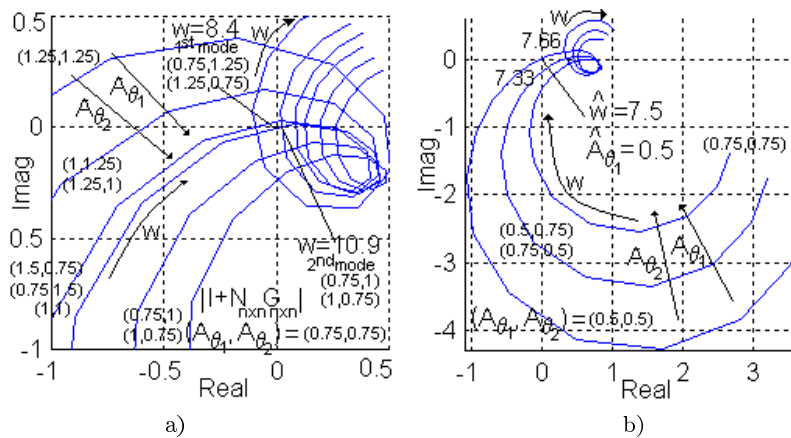 0.5
0
0.5
-1
Imag
-1
-0.5
0
0.5
Real
W=8.4
1st mode
(0.75,1.25)
(1.25,0.75)
(1.25,1.25)
Aθ1
Aθ2
(1,1.25)
(1.25,1)
W
W
W=10.9
2nd mode
(0.75,1)
(1,0.75)
(1.5,0.75)
(0.75,1.5)
(1,1)
(0.75,1)
(1,0.75)
|I+NnxnGnxn|
(Aθ1,Aθ2)=(0.75,0.75)
a)
0
-1
-2
-3
-4
Imag
-1
0
1
2
3
Real
W
7.66
7.33
Ŵ=7.5
Âθ1=0.5
(0.75,0.75)
W
(0.5,0.75)
(0.75,0.5)
Aθ2
Aθ1
(Aθ1,Aθ2)=(0.5,0.5)
b)